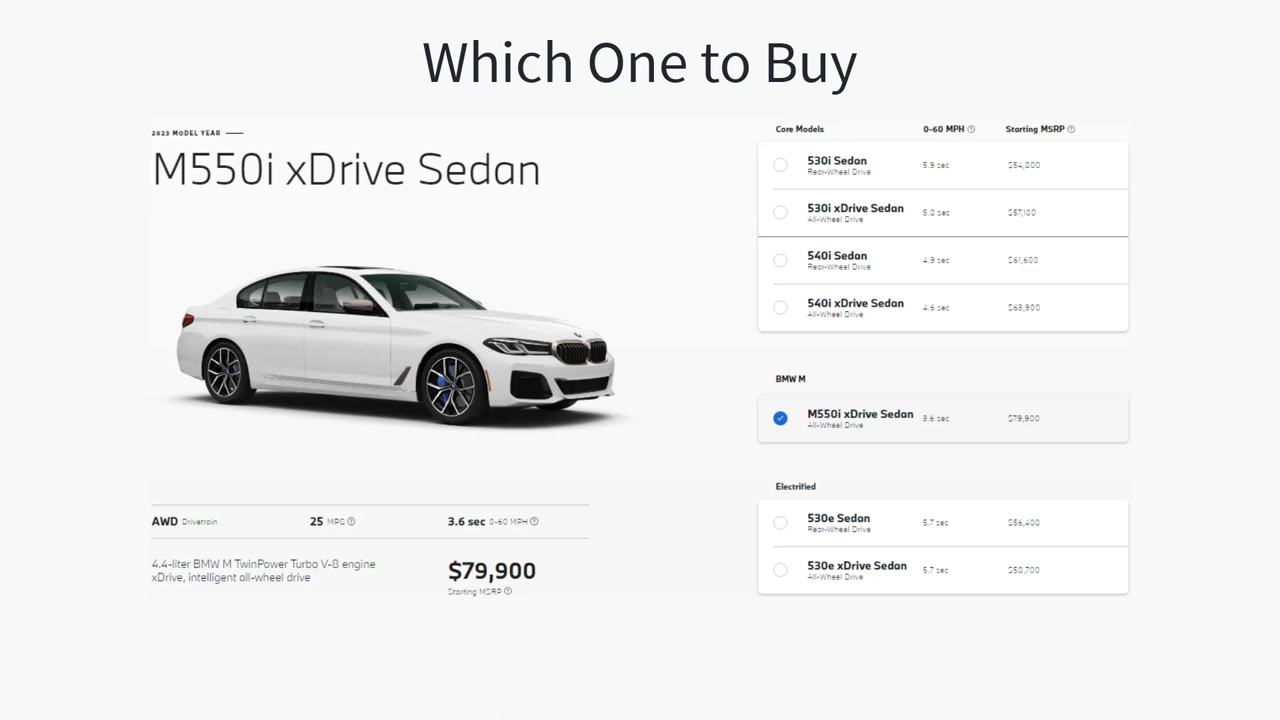 Which One to Buy
2023 MODEL YEAR
M550i xDrive Sedan
AWD Drivetrain
25 MPG
3.6 sec 0-60 MPH
4.4-liter BMW M TwinPower Turbo V-8 engine
xDrive, intelligent all-wheel drive
$79,900
Starting MSRP
Core Models 0-60 MPH Starting MSRP
530i Sedan 5.9 sec $54,800
Rear-Wheel Drive
530i xDrive Sedan 5.8 sec $57,100
All-Wheel Drive
540i Sedan 4.9 sec $61,600
Rear-Wheel Drive
540i xDrive Sedan 4.6 sec $63,900
All-Wheel Drive
BMW M
M550i xDrive Sedan 3.6 sec $79,900
All-Wheel Drive
Electrified
530e Sedan 5.7 sec $56,400
Rear-Wheel Drive
530e xDrive Sedan 5.7 sec $58,700
All-Wheel Drive